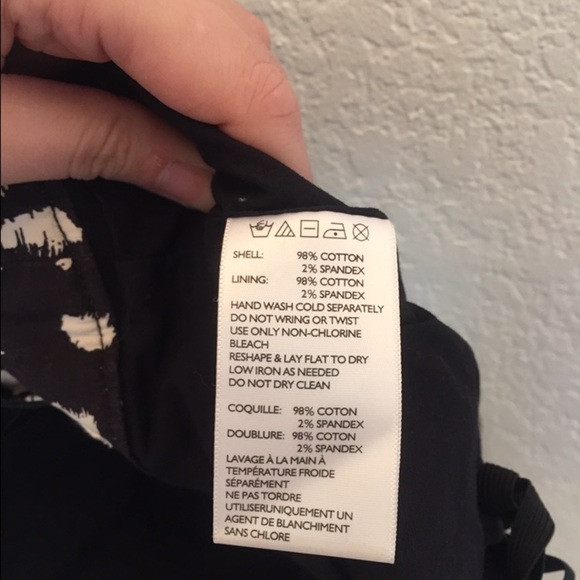 SHELL: 98% COTTON
2% SPANDEX
LINING: 98% COTTON
2% SPANDEX
HAND WASH COLD SEPARATELY
DO NOT WRING OR TWIST
USE ONLY NON-CHLORINE
BLEACH
RESHAPE & LAY FLAT TO DRY
LOW IRON AS NEEDED
DO NOT DRY CLEAN
COQUILLE: 98% COTON
2% SPANDEX
DOUBLURE: 98% COTON
2% SPANDEX
LAVAGE À LA MAIN À
TEMPÉRATURE FROIDE
SÉPARÉMENT
NE PAS TORDRE
UTILISERUNIQUEMENT UN
AGENT DE BLANCHIMENT
SANS CHLORE